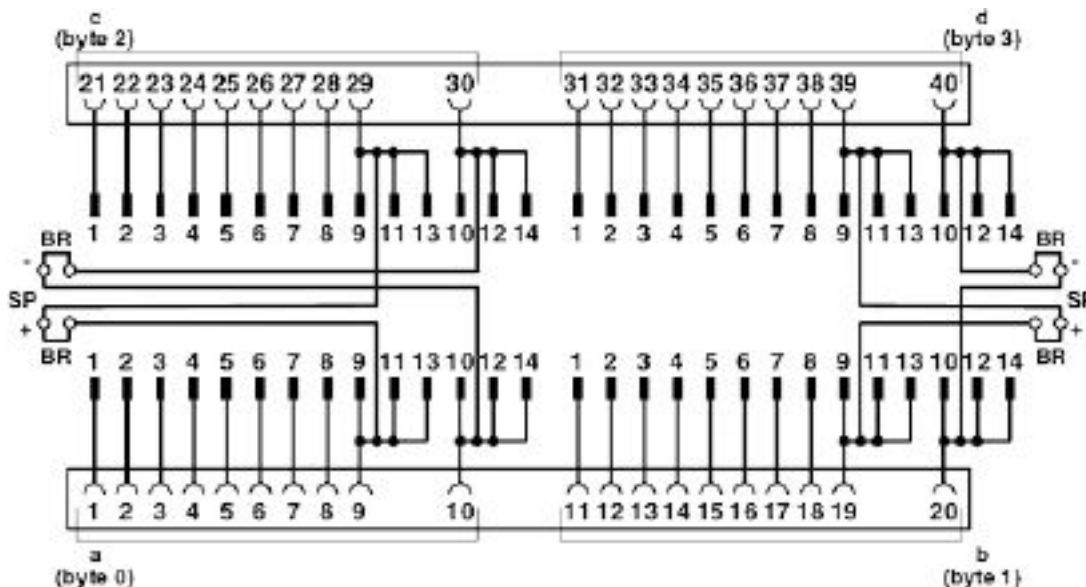 c d
(byte 2) (byte 3)
21 22 23 24 25 26 27 28 29 30 31 32 33 34 35 36 37 38 39 40
1 2 3 4 5 6 7 8 9 11 13 10 12 14 1 2 3 4 5 6 7 8 9 11 13 10 12 14
BR BR
- -
SP SP
+ +
BR BR
1 2 3 4 5 6 7 8 9 11 13 10 12 14 1 2 3 4 5 6 7 8 9 11 13 10 12 14
1 2 3 4 5 6 7 8 9 10 11 12 13 14 15 16 17 18 19 20
a b
(byte 0) (byte 1)